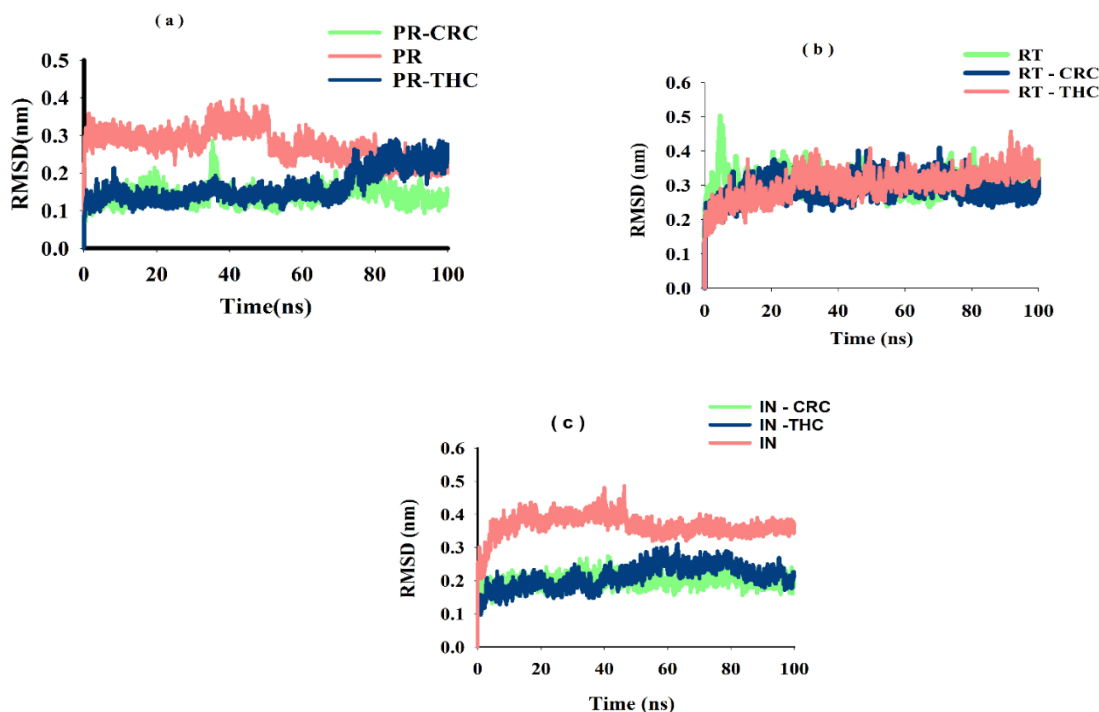 ( a )
PR-CRC
PR
PR-THC
RMSD(nm)
0.5
0.4
0.3
0.2
0.1
0.0
0 20 40 60 80 100
Time(ns)
( b )
RT
RT - CRC
RT - THC
RMSD (nm)
0.6
0.5
0.4
0.3
0.2
0.1
0.0
0 20 40 60 80 100
Time (ns)
( c )
IN - CRC
IN -THC
IN
RMSD (nm)
0.6
0.5
0.4
0.3
0.2
0.1
0.0
0 20 40 60 80 100
Time (ns)